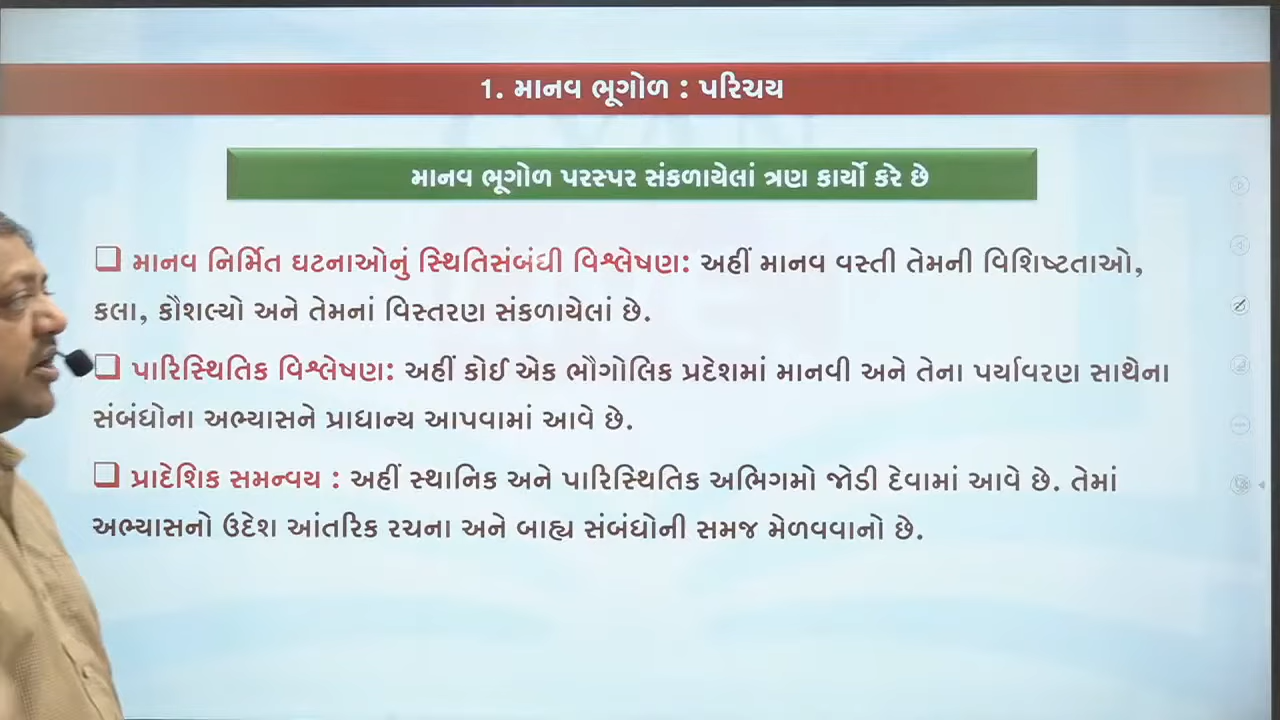 1. માનવ ભૂગોળ : પરિચય
માનવ ભૂગોળ પરસ્પર સંકળાયેલાં ત્રણ કાર્યો કરે છે
❑ માનવ નિર્મિત ઘટનાઓનું સ્થિતિસંબંધી વિશ્લેષણ: અહીં માનવ વસ્તી તેમની વિશિષ્ટતાઓ,
કલા, કૌશલ્યો અને તેમનાં વિસ્તરણ સંકળાયેલાં છે.
❑ પારિસ્થિતિક વિશ્લેષણ: અહીં કોઈ એક ભૌગોલિક પ્રદેશમાં માનવી અને તેના પર્યાવરણ સાથેના
સંબંધોના અભ્યાસને પ્રાધાન્ય આપવામાં આવે છે.
❑ પ્રાદેશિક સમન્વય : અહીં સ્થાનિક અને પારિસ્થિતિક અભિગમો જોડી દેવામાં આવે છે. તેમાં
અભ્યાસનો ઉદેશ આંતરિક રચના અને બાહ્ય સંબંધોની સમજ મેળવવાનો છે.